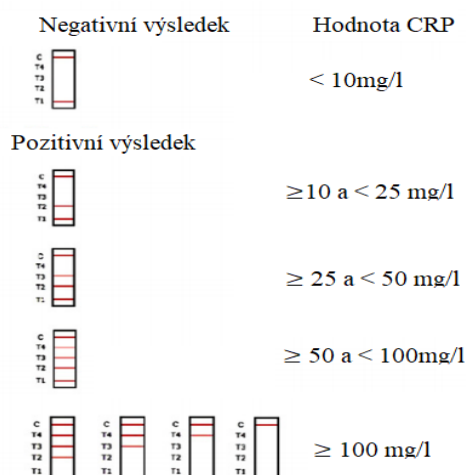 Negativní výsledek Hodnota CRP
C
T4
T3
T2
T1
< 10mg/l
Pozitivní výsledek
C
T4
T3
T2
T1
≥10 a < 25 mg/l
C
T4
T3
T2
T1
≥ 25 a < 50 mg/l
C
T4
T3
T2
T1
≥ 50 a < 100mg/l
C C C C
T4 T4 T4 T4
T3 T3 T3 T3
T2 T2 T2 T2
T1 T1 T1 T1
≥ 100 mg/l